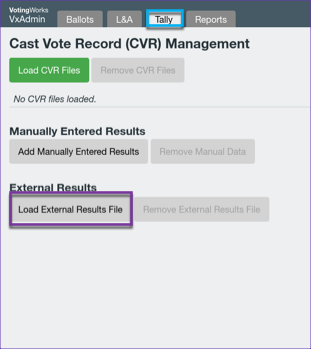 VotingWorks
VxAdmin Ballots L&A Tally Reports
Cast Vote Record (CVR) Management
Load CVR Files Remove CVR Files
No CVR files loaded.
Manually Entered Results
Add Manually Entered Results Remove Manual Data
External Results
Load External Results File Remove External Results File